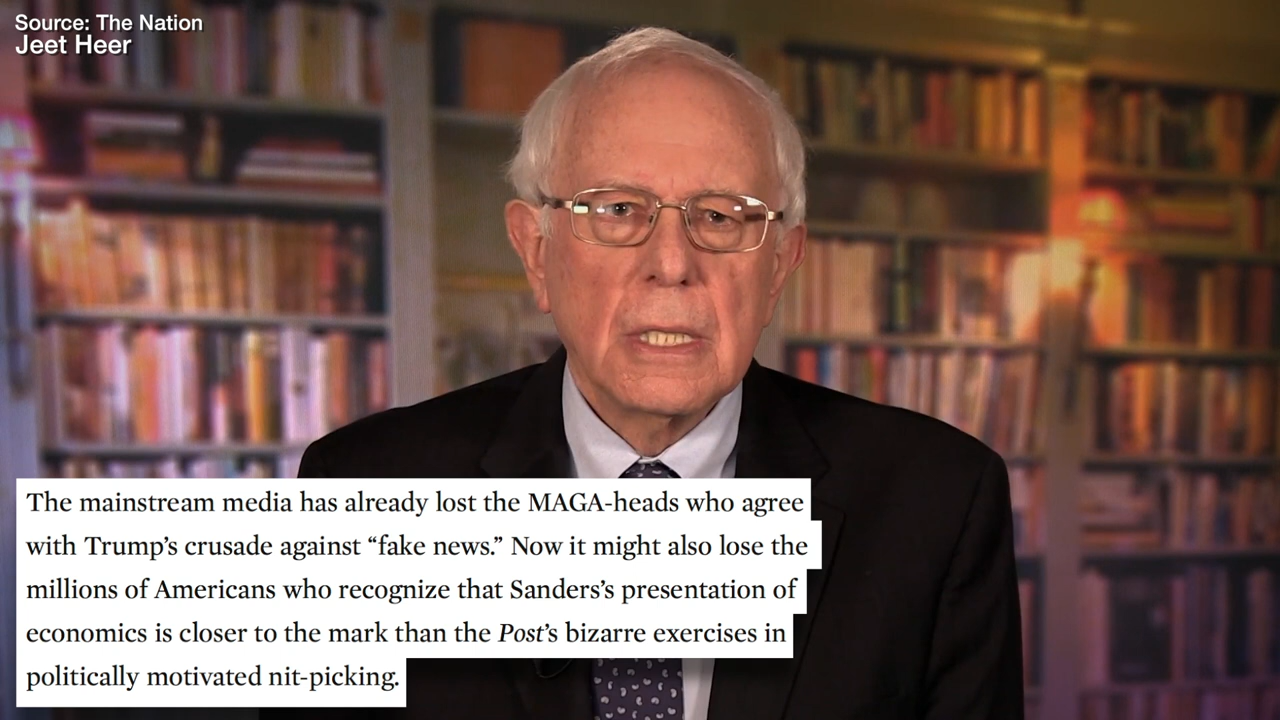 Source: The Nation
Jeet Heer
The mainstream media has already lost the MAGA-heads who agree
with Trump’s crusade against “fake news.” Now it might also lose the
millions of Americans who recognize that Sanders’s presentation of
economics is closer to the mark than the Post’s bizarre exercises in
politically motivated nit-picking.